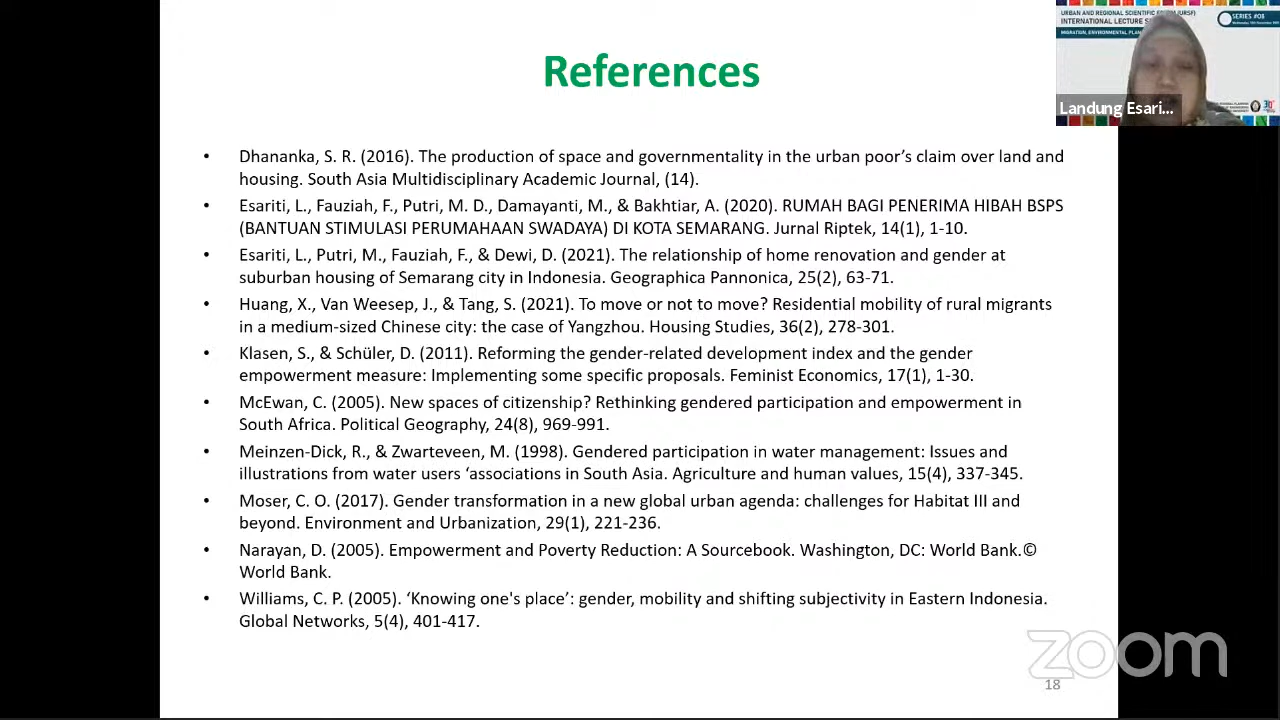 URBAN AND REGIONAL SCIENTIFIC
INTERNATIONAL LECTURE
SERIES #08
MIGRATION, ENVIRONMENTAL
Landung Esari...
References
• Dhananka, S. R. (2016). The production of space and governmentality in the urban poor’s claim over land and
housing. South Asia Multidisciplinary Academic Journal, (14).
• Esariti, L., Fauziah, F., Putri, M. D., Damayanti, M., & Bakhtiar, A. (2020). RUMAH BAGI PENERIMA HIBAH BSPS
(BANTUAN STIMULASI PERUMAHAAN SWADAYA) DI KOTA SEMARANG. Jurnal Riptek, 14(1), 1-10.
• Esariti, L., Putri, M., Fauziah, F., & Dewi, D. (2021). The relationship of home renovation and gender at
suburban housing of Semarang city in Indonesia. Geographica Pannonica, 25(2), 63-71.
• Huang, X., Van Weesep, J., & Tang, S. (2021). To move or not to move? Residential mobility of rural migrants
in a medium-sized Chinese city: the case of Yangzhou. Housing Studies, 36(2), 278-301.
• Klasen, S., & Schüler, D. (2011). Reforming the gender-related development index and the gender
empowerment measure: Implementing some specific proposals. Feminist Economics, 17(1), 1-30.
• McEwan, C. (2005). New spaces of citizenship? Rethinking gendered participation and empowerment in
South Africa. Political Geography, 24(8), 969-991.
• Meinzen-Dick, R., & Zwarteveen, M. (1998). Gendered participation in water management: Issues and
illustrations from water users ‘associations in South Asia. Agriculture and human values, 15(4), 337-345.
• Moser, C. O. (2017). Gender transformation in a new global urban agenda: challenges for Habitat III and
beyond. Environment and Urbanization, 29(1), 221-236.
• Narayan, D. (2005). Empowerment and Poverty Reduction: A Sourcebook. Washington, DC: World Bank.©
World Bank.
• Williams, C. P. (2005). ‘Knowing one's place’: gender, mobility and shifting subjectivity in Eastern Indonesia.
Global Networks, 5(4), 401-417.
zoom
18